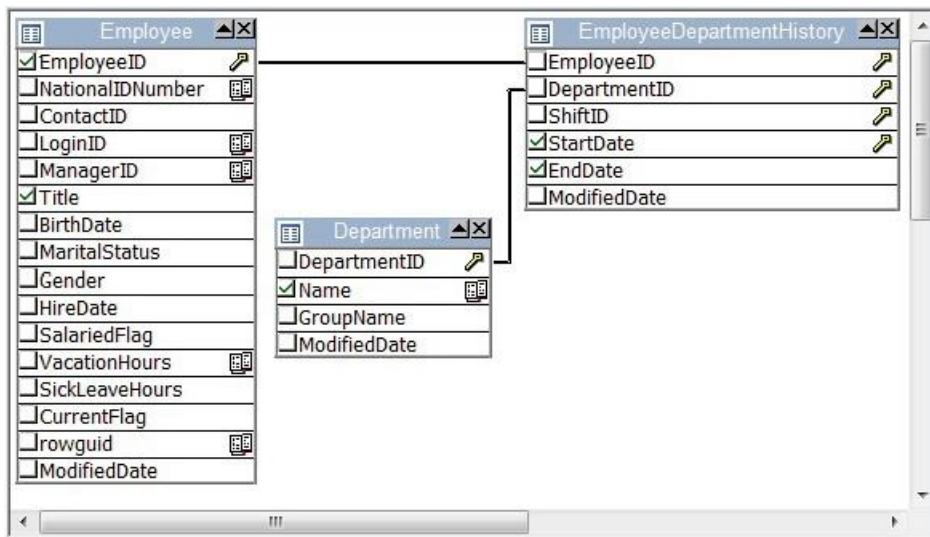 Employee
EmployeeID
NationalIDNumber
ContactID
LoginID
ManagerID
Title
BirthDate
MaritalStatus
Gender
HireDate
SalariedFlag
VacationHours
SickLeaveHours
CurrentFlag
rowguid
ModifiedDate
Department
DepartmentID
Name
GroupName
ModifiedDate
EmployeeDepartmentHistory
EmployeeID
DepartmentID
ShiftID
StartDate
EndDate
ModifiedDate